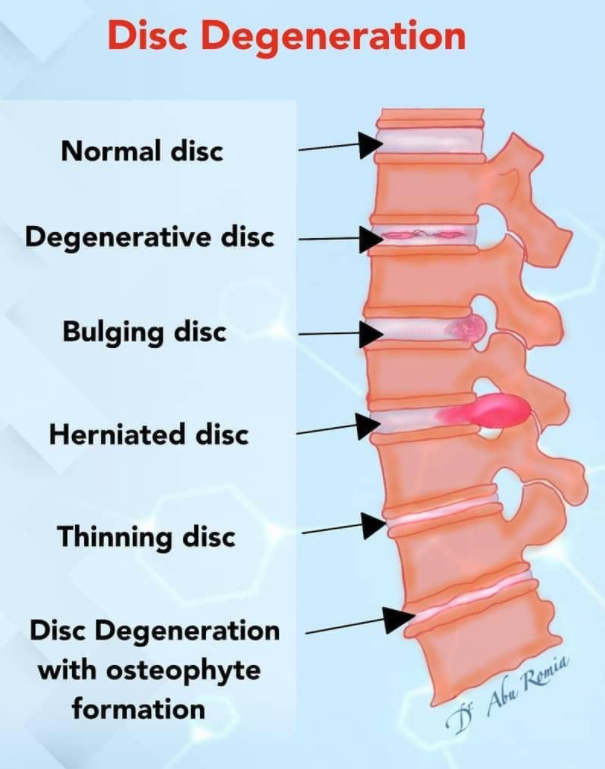 Disc Degeneration
Normal disc
Degenerative disc
Bulging disc
Herniated disc
Thinning disc
Disc Degeneration
with osteophyte
formation
Dr Abu Romia